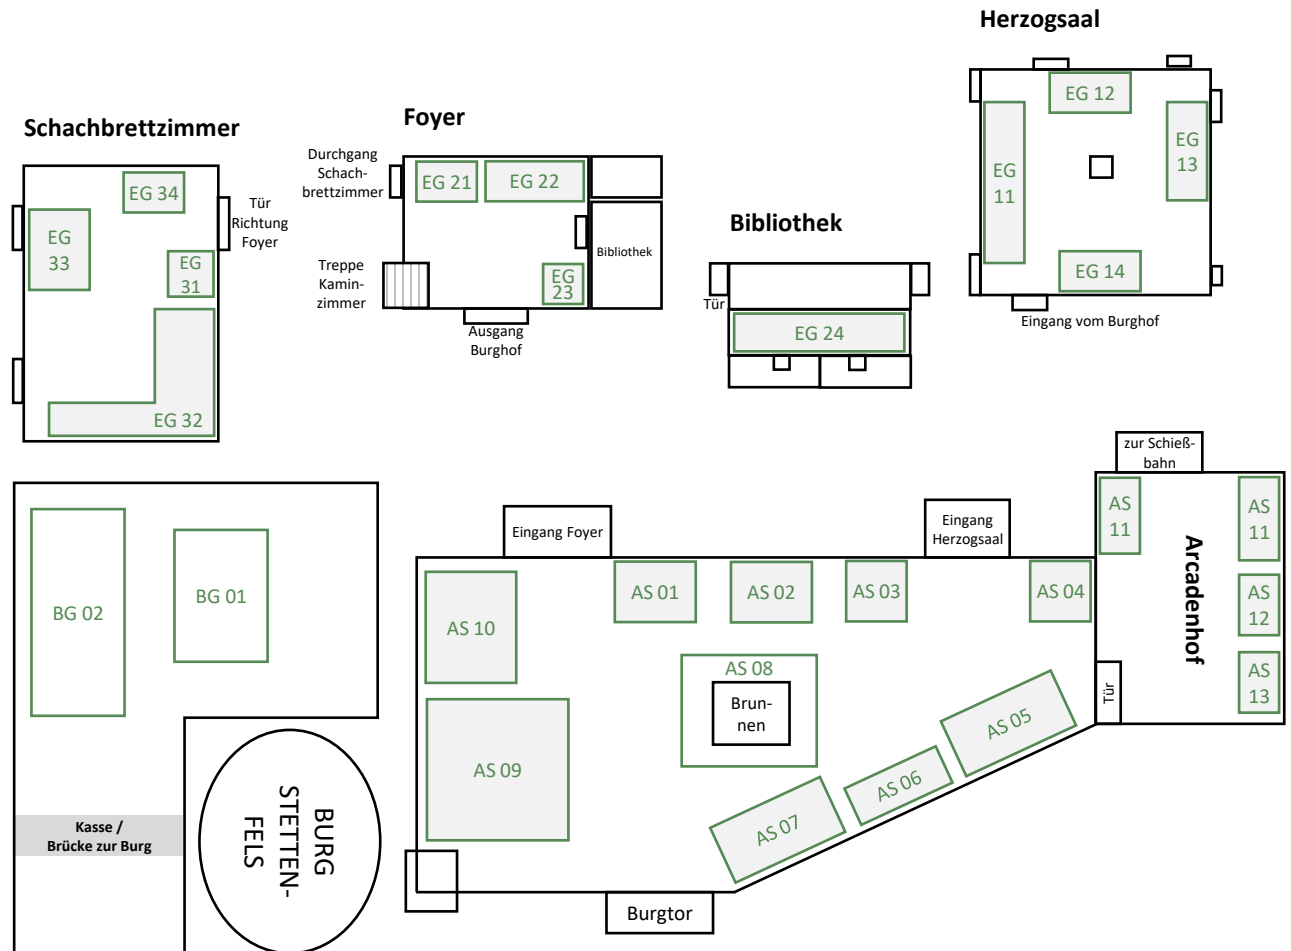 Herzogsaal
EG 12
EG
11
EG
13
EG 14
Eingang vom Burghof
Schachbrettzimmer
EG 34
EG
33
EG
31
EG 32
Tür
Richtung
Foyer
Foyer
Durchgang
Schach-
brettzimmer
EG 21
EG 22
EG
23
Bibliothek
Treppe
Kamin-
zimmer
Ausgang
Burghof
Bibliothek
Tür
EG 24
BG 02
BG 01
Kasse /
Brücke zur Burg
BURG
STETTEN-
FELS
Eingang Foyer
Eingang
Herzogsaal
AS 01
AS 02
AS 03
AS 04
AS 10
AS 08
Brun-
nen
AS 09
AS 05
AS 06
AS 07
Burgtor
zur Schieß-
bahn
AS
11
AS
11
Arcadenhof
AS
12
AS
13
Tür